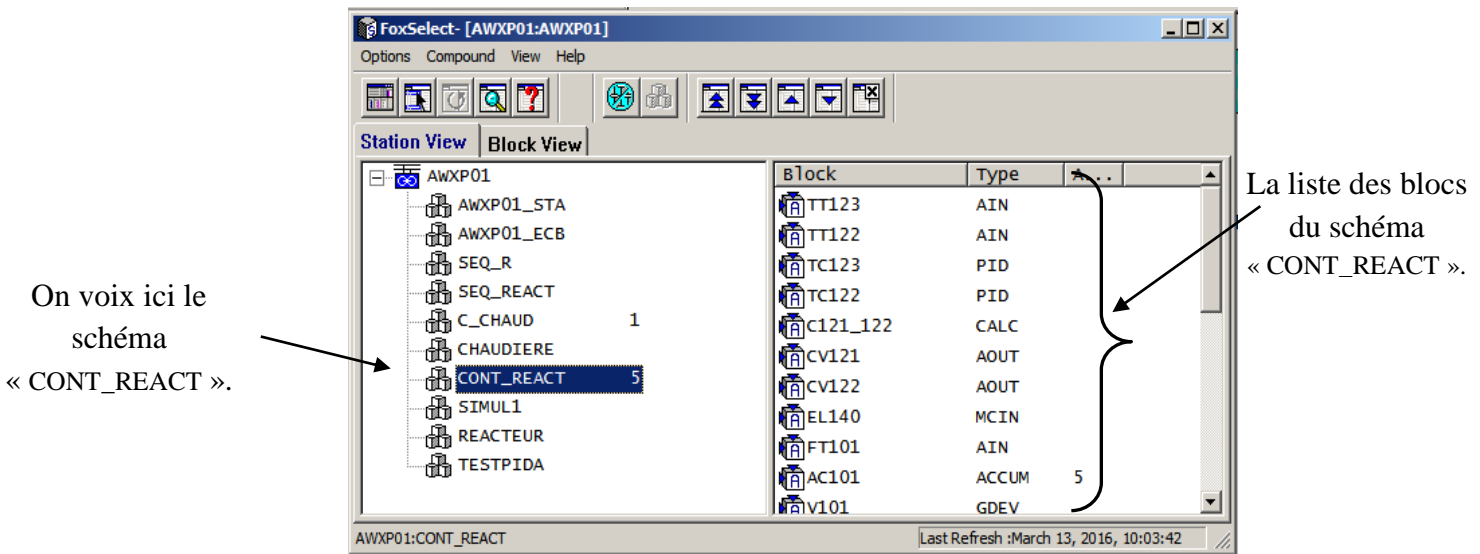 FoxSelect- [AWXP01:AWXP01]
Options Compound View Help
Station View Block View
AWXP01
AWXP01_STA
AWXP01_ECB
SEQ_R
SEQ_REACT
C_CHAUD 1
CHAUDIERE
CONT_REACT 5
SIMUL1
REACTEUR
TESTPIDA
Block Type A...
TT123 AIN
TT122 AIN
TC123 PID
TC122 PID
C121_122 CALC
CV121 AOUT
CV122 AOUT
EL140 MCIN
FT101 AIN
AC101 ACCUM 5
V101 GDEV
AWXP01:CONT_REACT Last Refresh :March 13, 2016, 10:03:42
On voix ici le
schéma
« CONT_REACT ».
La liste des blocs
du schéma
« CONT_REACT ».